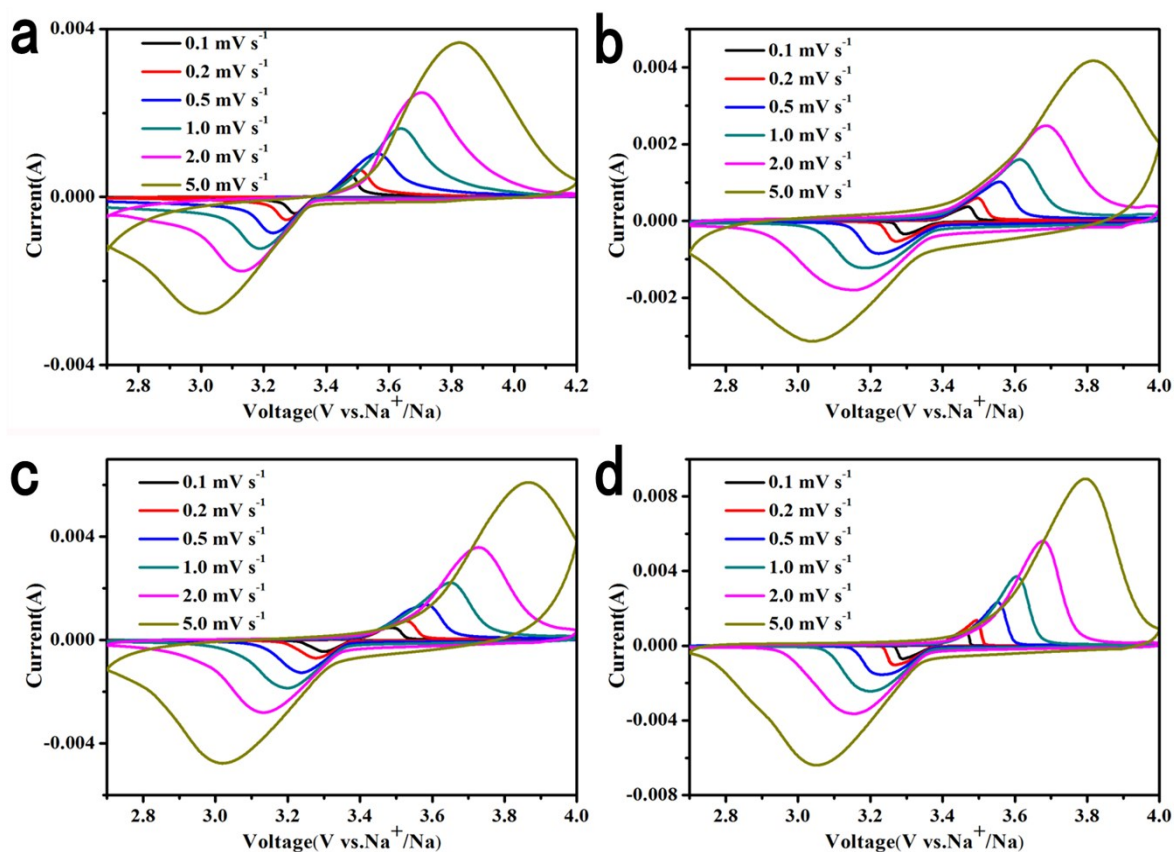 a
0.004
0.000
-0.004
Current(A)
0.1 mV s⁻¹
0.2 mV s⁻¹
0.5 mV s⁻¹
1.0 mV s⁻¹
2.0 mV s⁻¹
5.0 mV s⁻¹
2.8 3.0 3.2 3.4 3.6 3.8 4.0 4.2
Voltage(V vs.Na⁺/Na)
b
0.004
0.002
0.000
-0.002
Current(A)
0.1 mV s⁻¹
0.2 mV s⁻¹
0.5 mV s⁻¹
1.0 mV s⁻¹
2.0 mV s⁻¹
5.0 mV s⁻¹
2.8 3.0 3.2 3.4 3.6 3.8 4.0
Voltage(V vs.Na⁺/Na)
c
0.004
0.000
-0.004
Current(A)
0.1 mV s⁻¹
0.2 mV s⁻¹
0.5 mV s⁻¹
1.0 mV s⁻¹
2.0 mV s⁻¹
5.0 mV s⁻¹
2.8 3.0 3.2 3.4 3.6 3.8 4.0
Voltage(V vs.Na⁺/Na)
d
0.008
0.004
0.000
-0.004
-0.008
Current(A)
0.1 mV s⁻¹
0.2 mV s⁻¹
0.5 mV s⁻¹
1.0 mV s⁻¹
2.0 mV s⁻¹
5.0 mV s⁻¹
2.8 3.0 3.2 3.4 3.6 3.8 4.0
Voltage(V vs.Na⁺/Na)